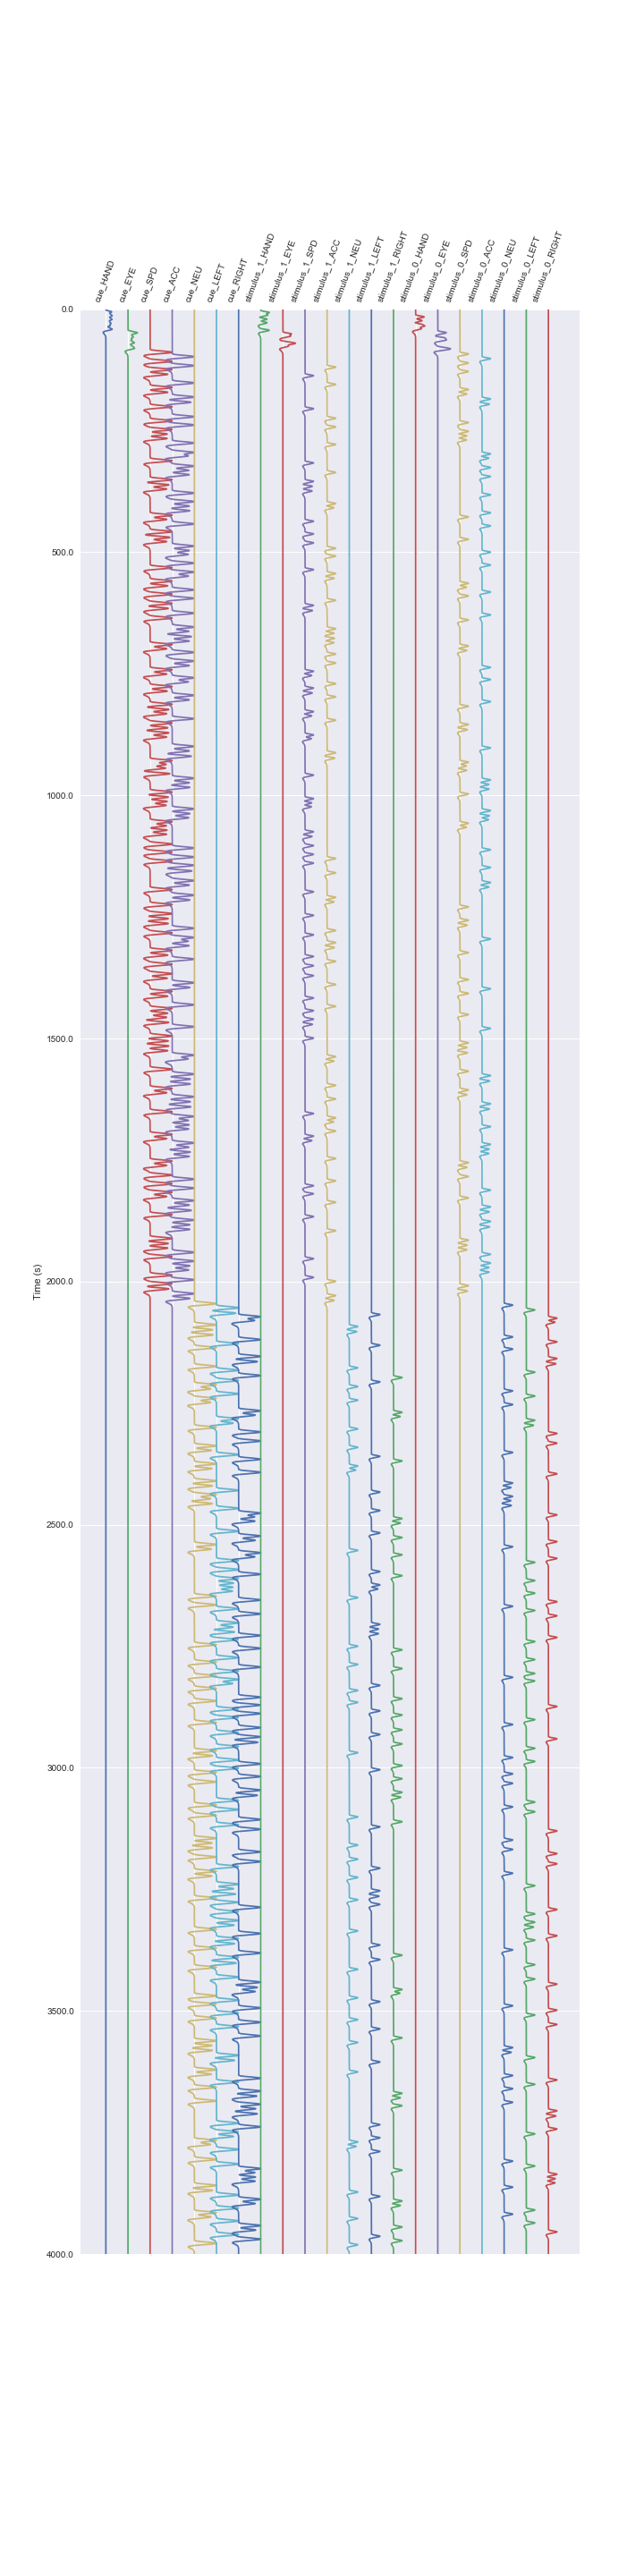 cue_HAND
cue_EYE
cue_SPD
cue_ACC
cue_NEU
cue_LEFT
cue_RIGHT
stimulus_1_HAND
stimulus_1_EYE
stimulus_1_SPD
stimulus_1_ACC
stimulus_1_NEU
stimulus_1_LEFT
stimulus_1_RIGHT
stimulus_0_HAND
stimulus_0_EYE
stimulus_0_SPD
stimulus_0_ACC
stimulus_0_NEU
stimulus_0_LEFT
stimulus_0_RIGHT
0.0
500.0
1000.0
1500.0
2000.0
2500.0
3000.0
3500.0
4000.0
Time (s)